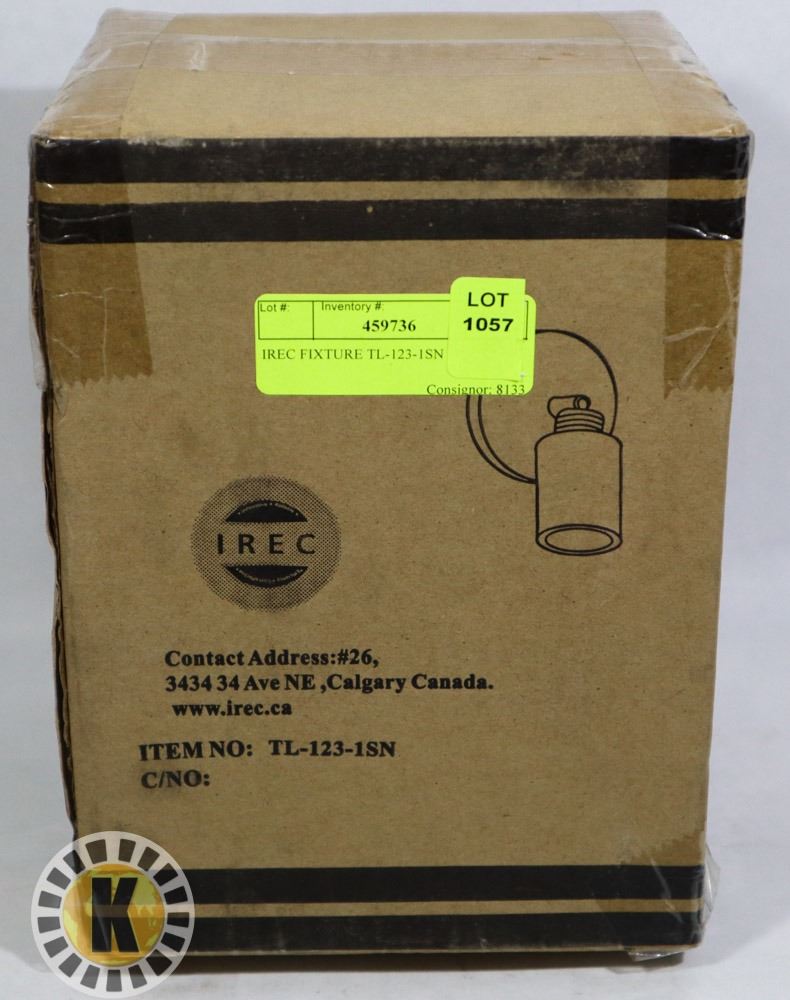 Lot #:
Inventory #:
459736
LOT
1057
IREC FIXTURE TL-123-1SN
Consignor: 8133
IREC
Contact Address:#26,
3434 34 Ave NE ,Calgary Canada.
www.irec.ca
ITEM NO: TL-123-1SN
C/NO:
K